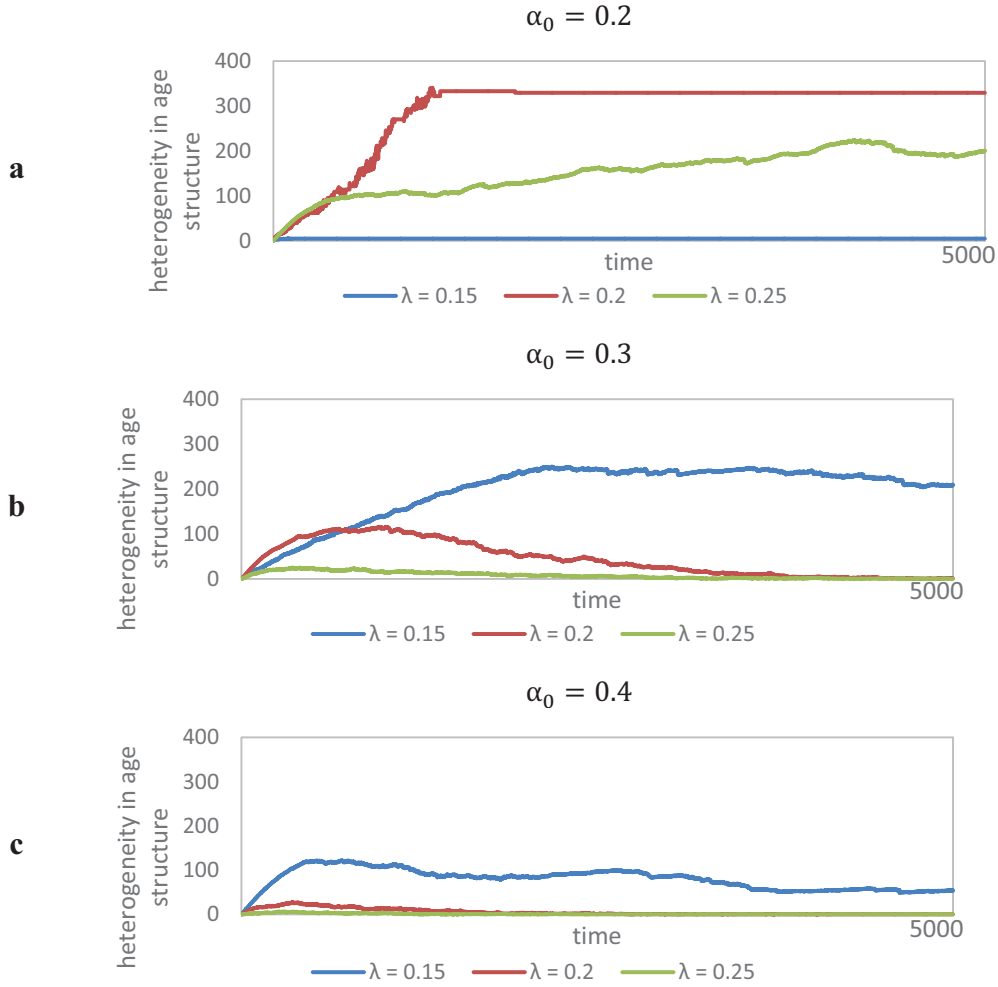 α₀ = 0.2
a
heterogeneity in age
structure
400
300
200
100
0
time
5000
λ = 0.15 λ = 0.2 λ = 0.25
α₀ = 0.3
b
heterogeneity in age
structure
400
300
200
100
0
time
5000
λ = 0.15 λ = 0.2 λ = 0.25
α₀ = 0.4
c
heterogeneity in age
structure
400
300
200
100
0
time
5000
λ = 0.15 λ = 0.2 λ = 0.25